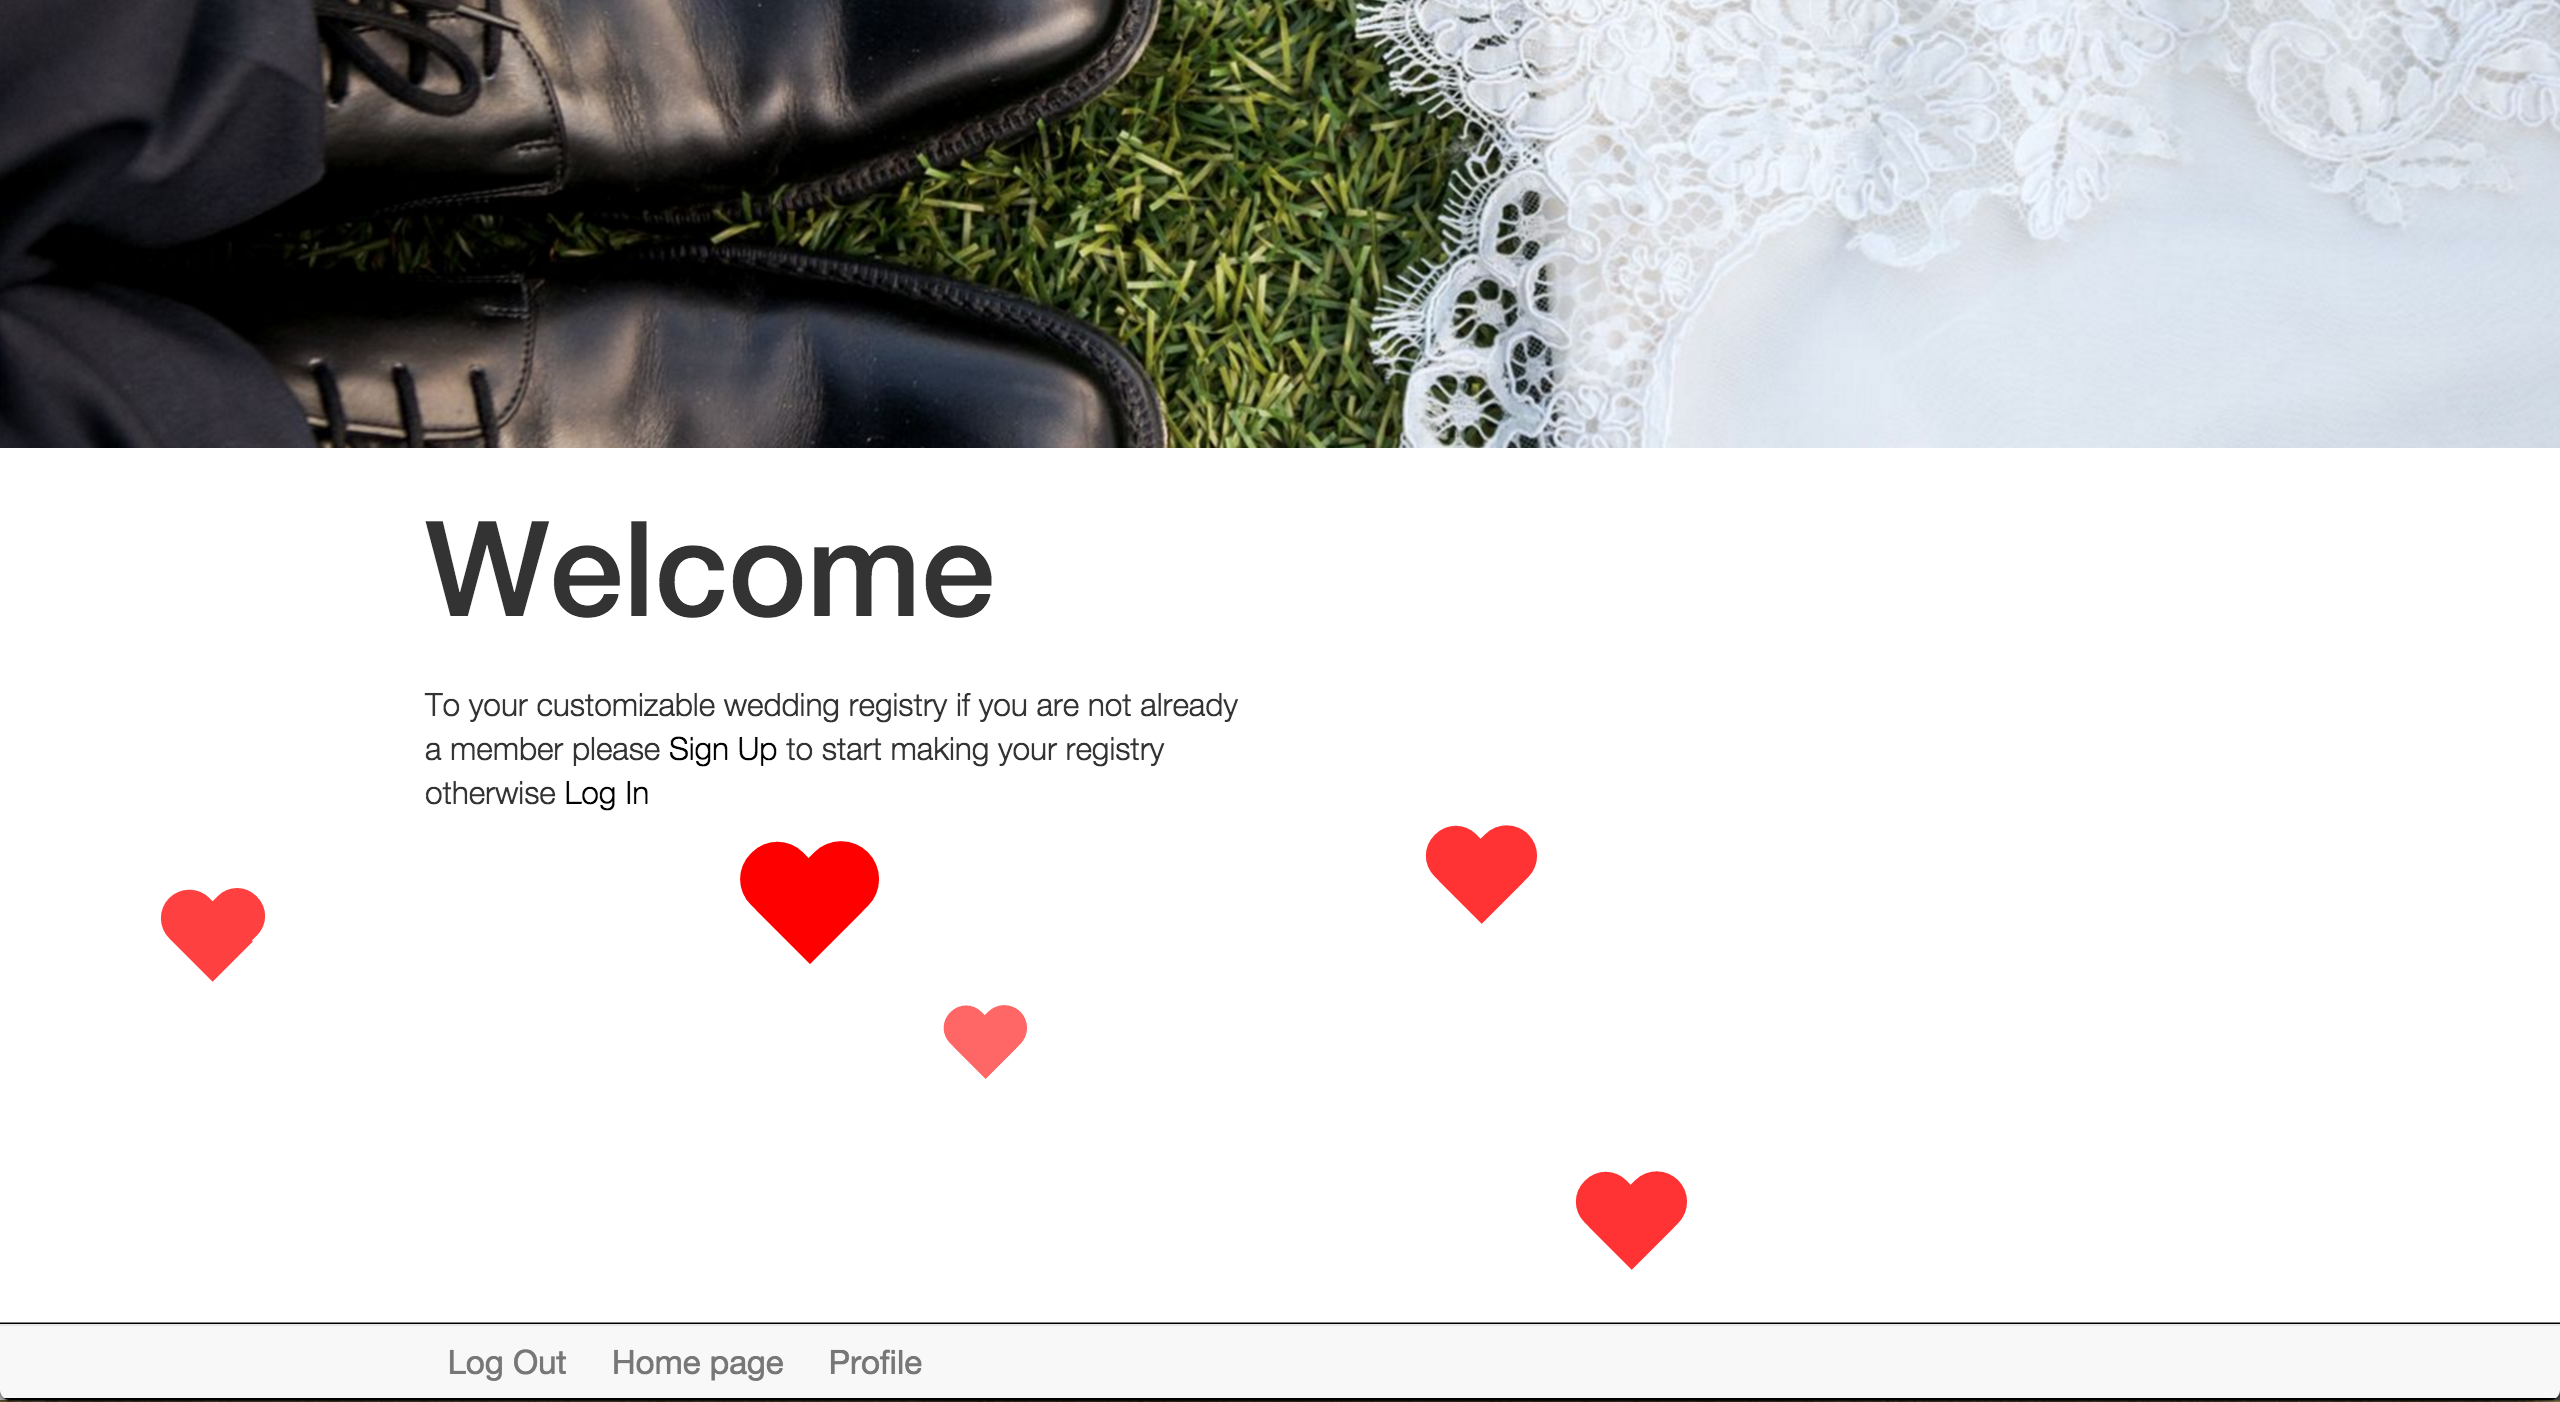 Welcome
To your customizable wedding registry if you are not already
a member please Sign Up to start making your registry
otherwise Log In
Log Out Home page Profile